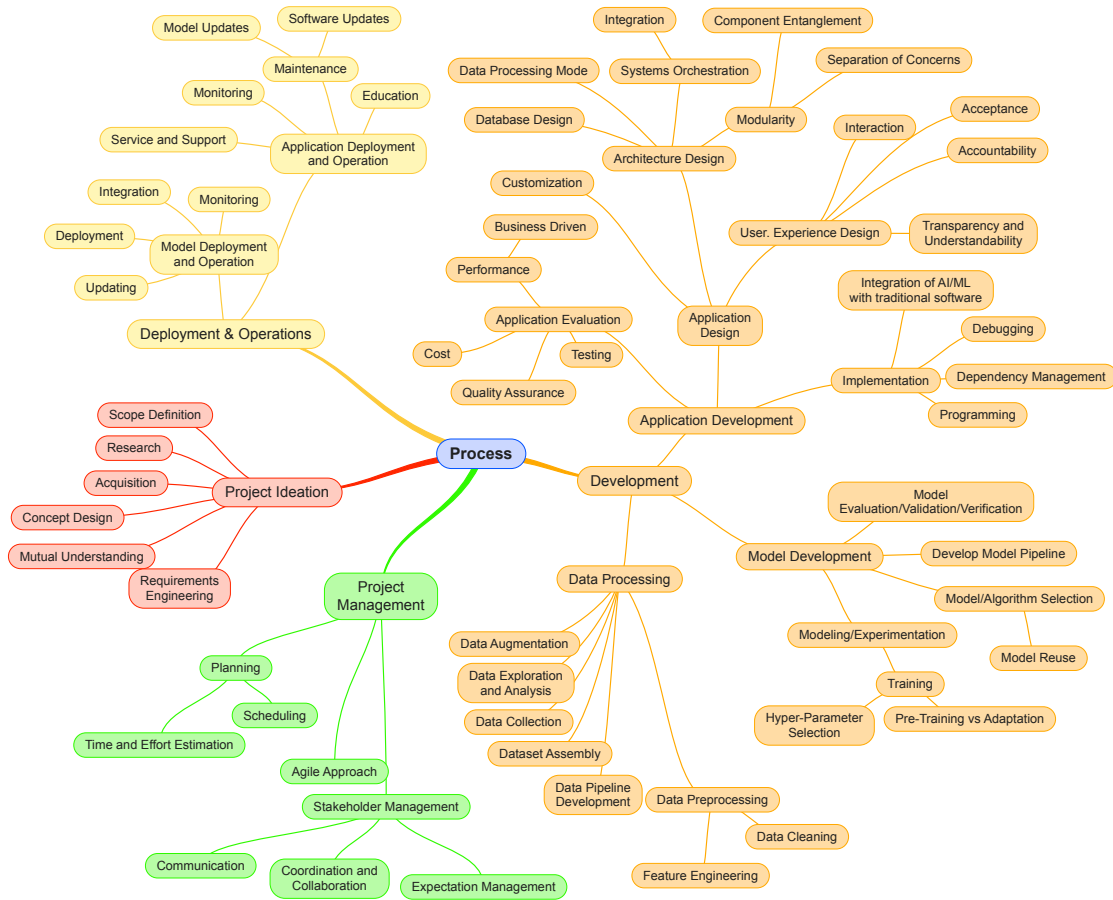 Software Updates
Model Updates
Maintenance
Monitoring
Education
Service and Support
Application Deployment
and Operation
Integration
Monitoring
Deployment
Model Deployment
and Operation
Updating
Deployment & Operations
Integration
Component Entanglement
Data Processing Mode
Systems Orchestration
Separation of Concerns
Database Design
Modularity
Architecture Design
Acceptance
Interaction
Accountability
Customization
User. Experience Design
Transparency and
Understandability
Business Driven
Performance
Application Evaluation
Cost
Testing
Quality Assurance
Application
Design
Integration of AI/ML
with traditional software
Debugging
Implementation
Dependency Management
Programming
Application Development
Process
Development
Scope Definition
Research
Acquisition
Project Ideation
Concept Design
Mutual Understanding
Requirements
Engineering
Project
Management
Planning
Scheduling
Time and Effort Estimation
Agile Approach
Stakeholder Management
Communication
Coordination and
Collaboration
Expectation Management
Data Processing
Data Augmentation
Data Exploration
and Analysis
Data Collection
Dataset Assembly
Data Pipeline
Development
Data Preprocessing
Data Cleaning
Feature Engineering
Model
Evaluation/Validation/Verification
Model Development
Develop Model Pipeline
Model/Algorithm Selection
Modeling/Experimentation
Model Reuse
Training
Hyper-Parameter
Selection
Pre-Training vs Adaptation